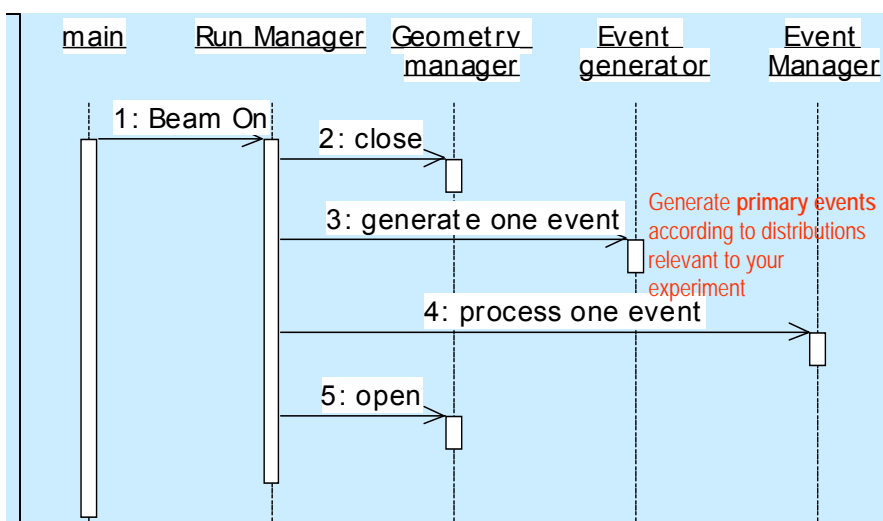 main
Run Manager
Geometry
manager
Event
generator
Event
Manager
1: Beam On
2: close
3: generate one event
Generate primary events
according to distributions
relevant to your
experiment
4: process one event
5: open